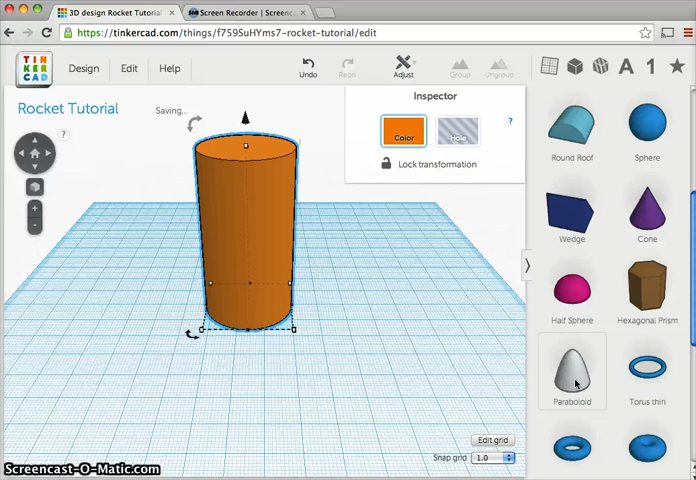 3D design Rocket Tutorial
Screen Recorder | Screenc
https://tinkercad.com/things/f759SuHYms7-rocket-tutorial/edit
TIN
KER
CAD
Design
Edit
Help
Undo
Redo
Adjust
Group
Ungroup
A
1
Rocket Tutorial
Saving...
?
Inspector
Color
Hole
?
Lock transformation
+
-
Round Roof
Sphere
Wedge
Cone
Half Sphere
Hexagonal Prism
Paraboloid
Torus thin
Edit grid
Snap grid
1.0
Screencast-O-Matic.com